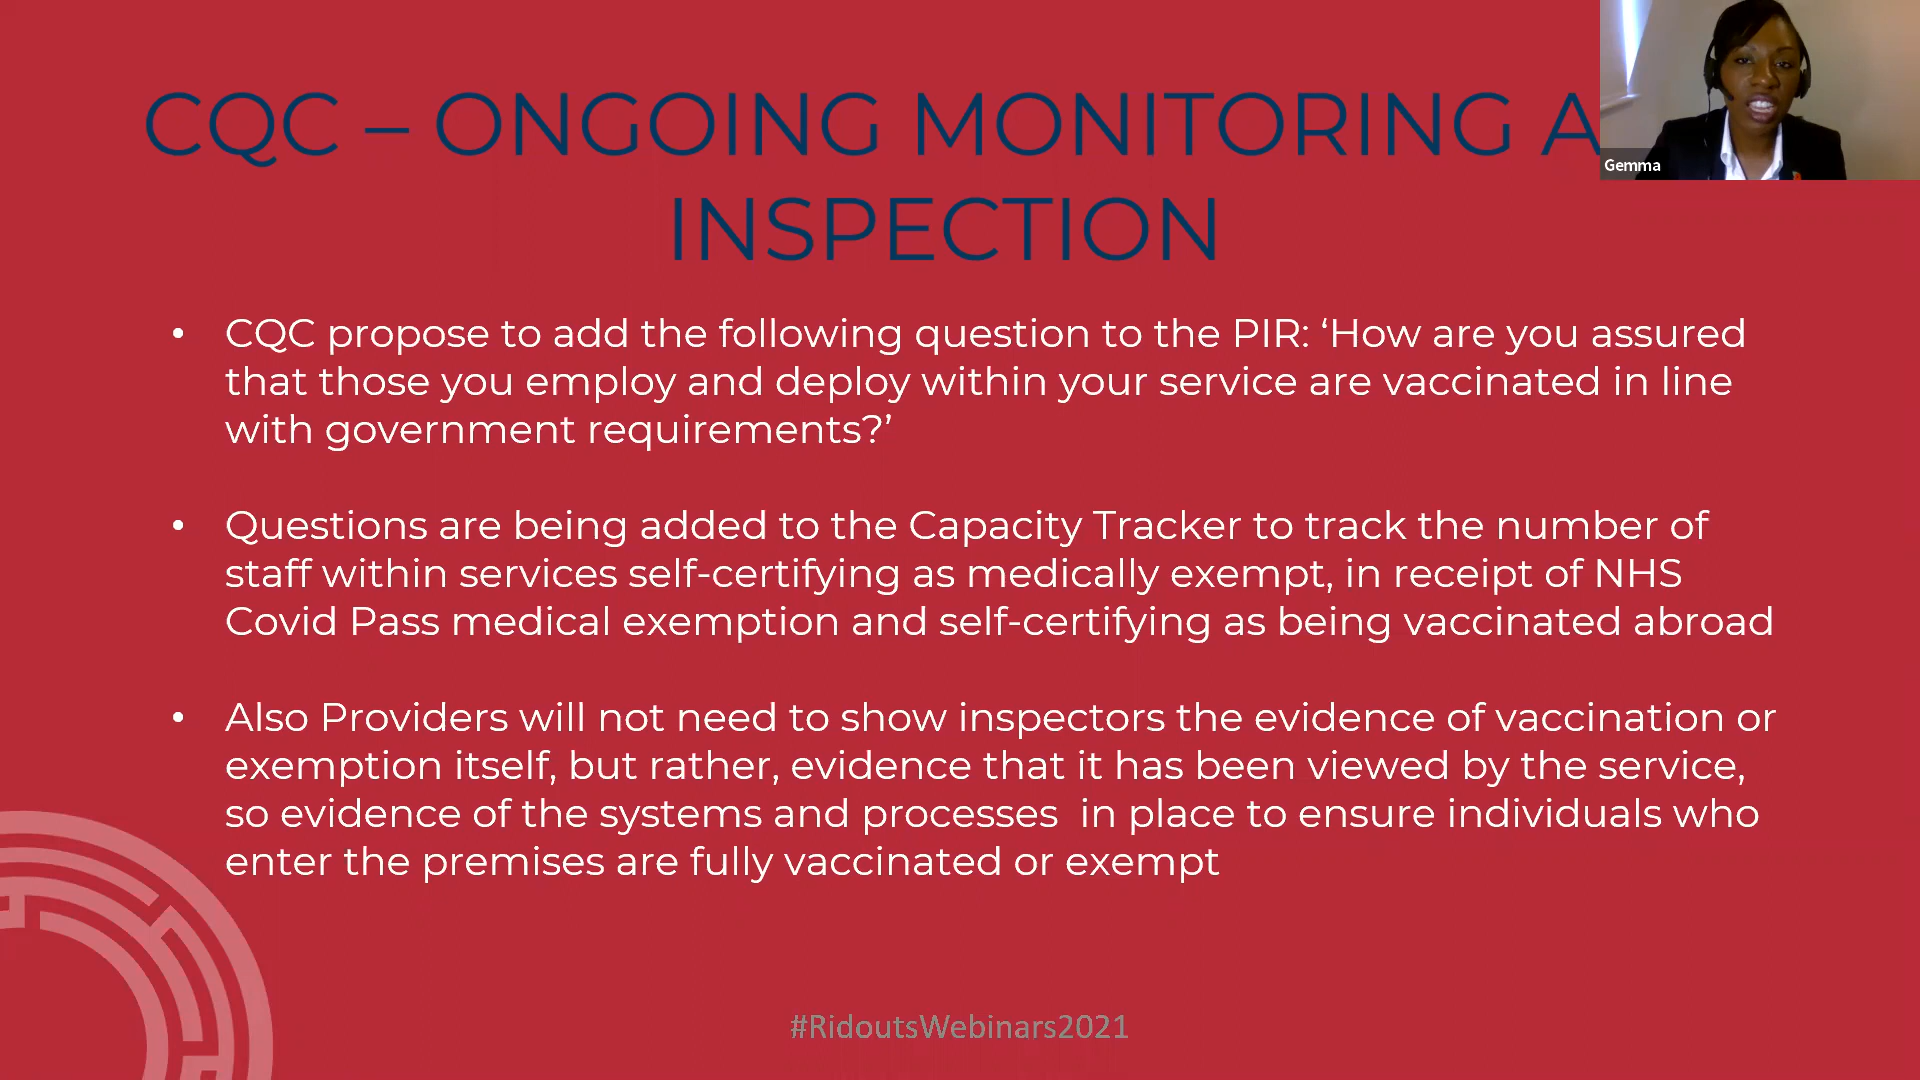 CQC – ONGOING MONITORING A
INSPECTION
Gemma
• CQC propose to add the following question to the PIR: ‘How are you assured
that those you employ and deploy within your service are vaccinated in line
with government requirements?’
• Questions are being added to the Capacity Tracker to track the number of
staff within services self-certifying as medically exempt, in receipt of NHS
Covid Pass medical exemption and self-certifying as being vaccinated abroad
• Also Providers will not need to show inspectors the evidence of vaccination or
exemption itself, but rather, evidence that it has been viewed by the service,
so evidence of the systems and processes  in place to ensure individuals who
enter the premises are fully vaccinated or exempt
#RidoutsWebinars2021